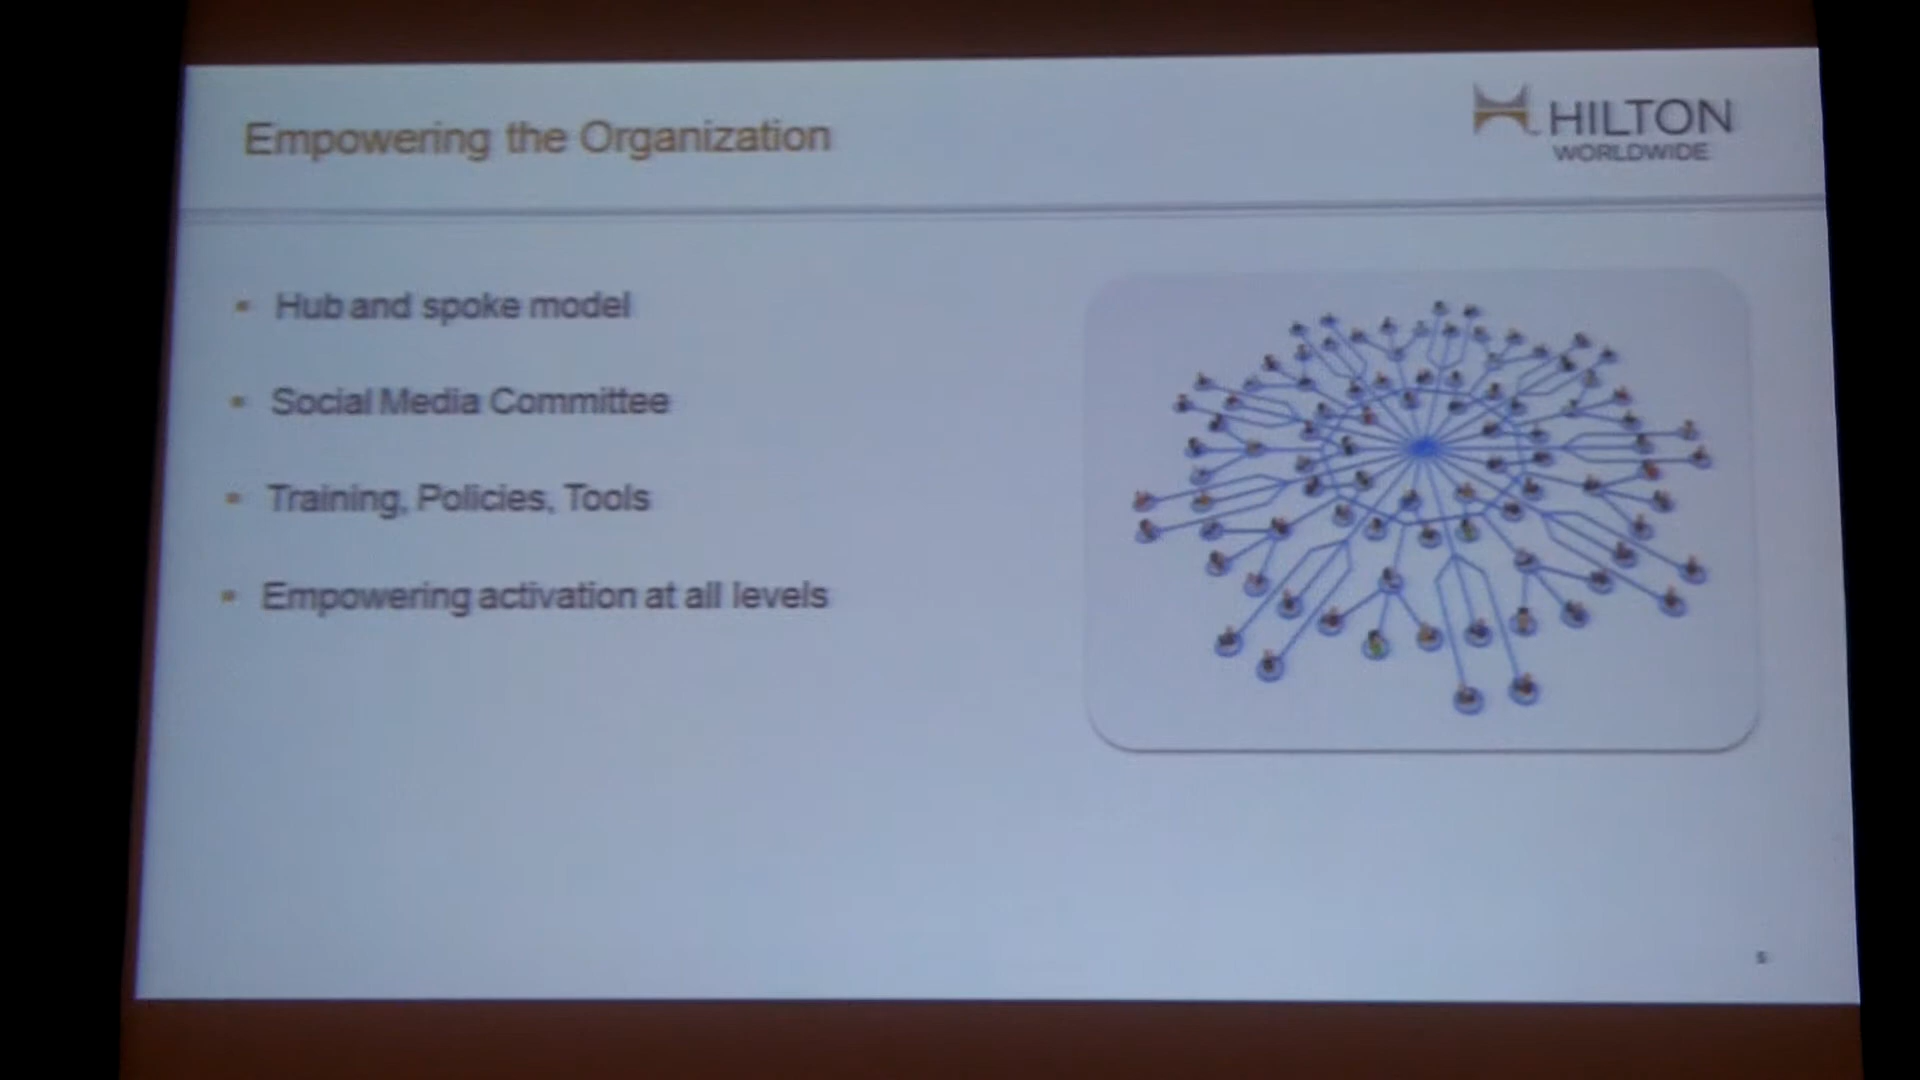 Empowering the Organization
HILTON
WORLDWIDE
Hub and spoke model
Social Media Committee
Training, Policies, Tools
Empowering activation at all levels